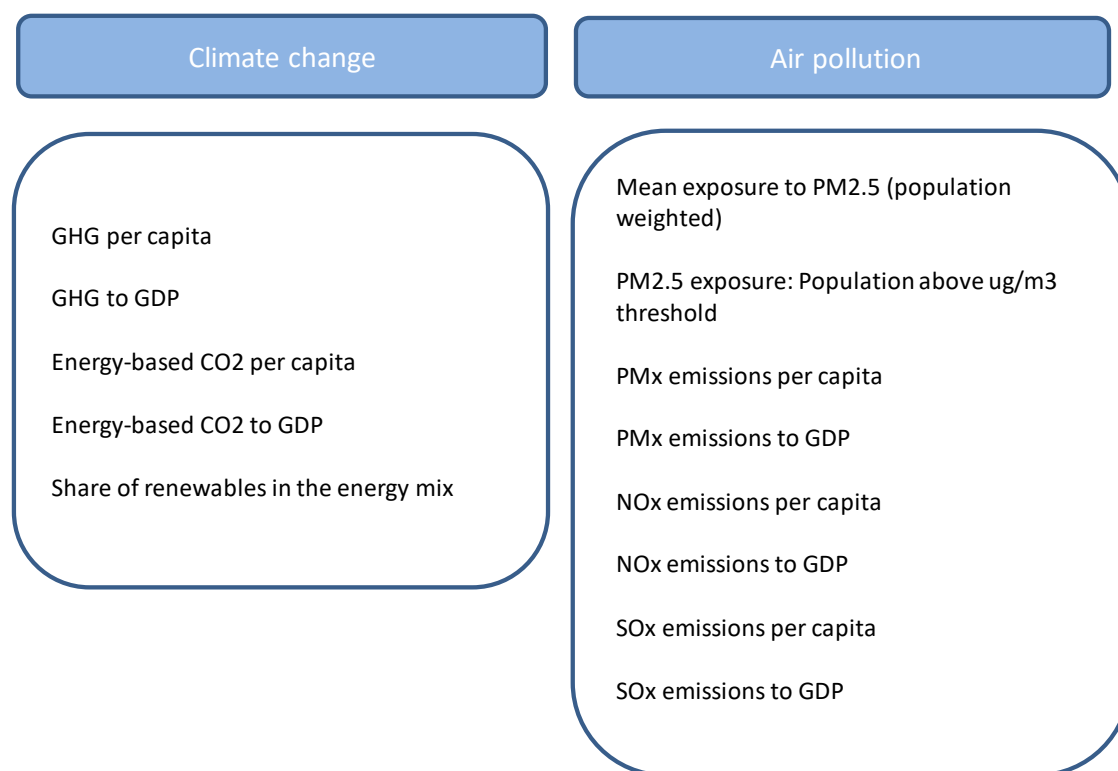 Climate change
GHG per capita
GHG to GDP
Energy-based CO2 per capita
Energy-based CO2 to GDP
Share of renewables in the energy mix
Air pollution
Mean exposure to PM2.5 (population
weighted)
PM2.5 exposure: Population above ug/m3
threshold
PMx emissions per capita
PMx emissions to GDP
NOx emissions per capita
NOx emissions to GDP
SOx emissions per capita
SOx emissions to GDP